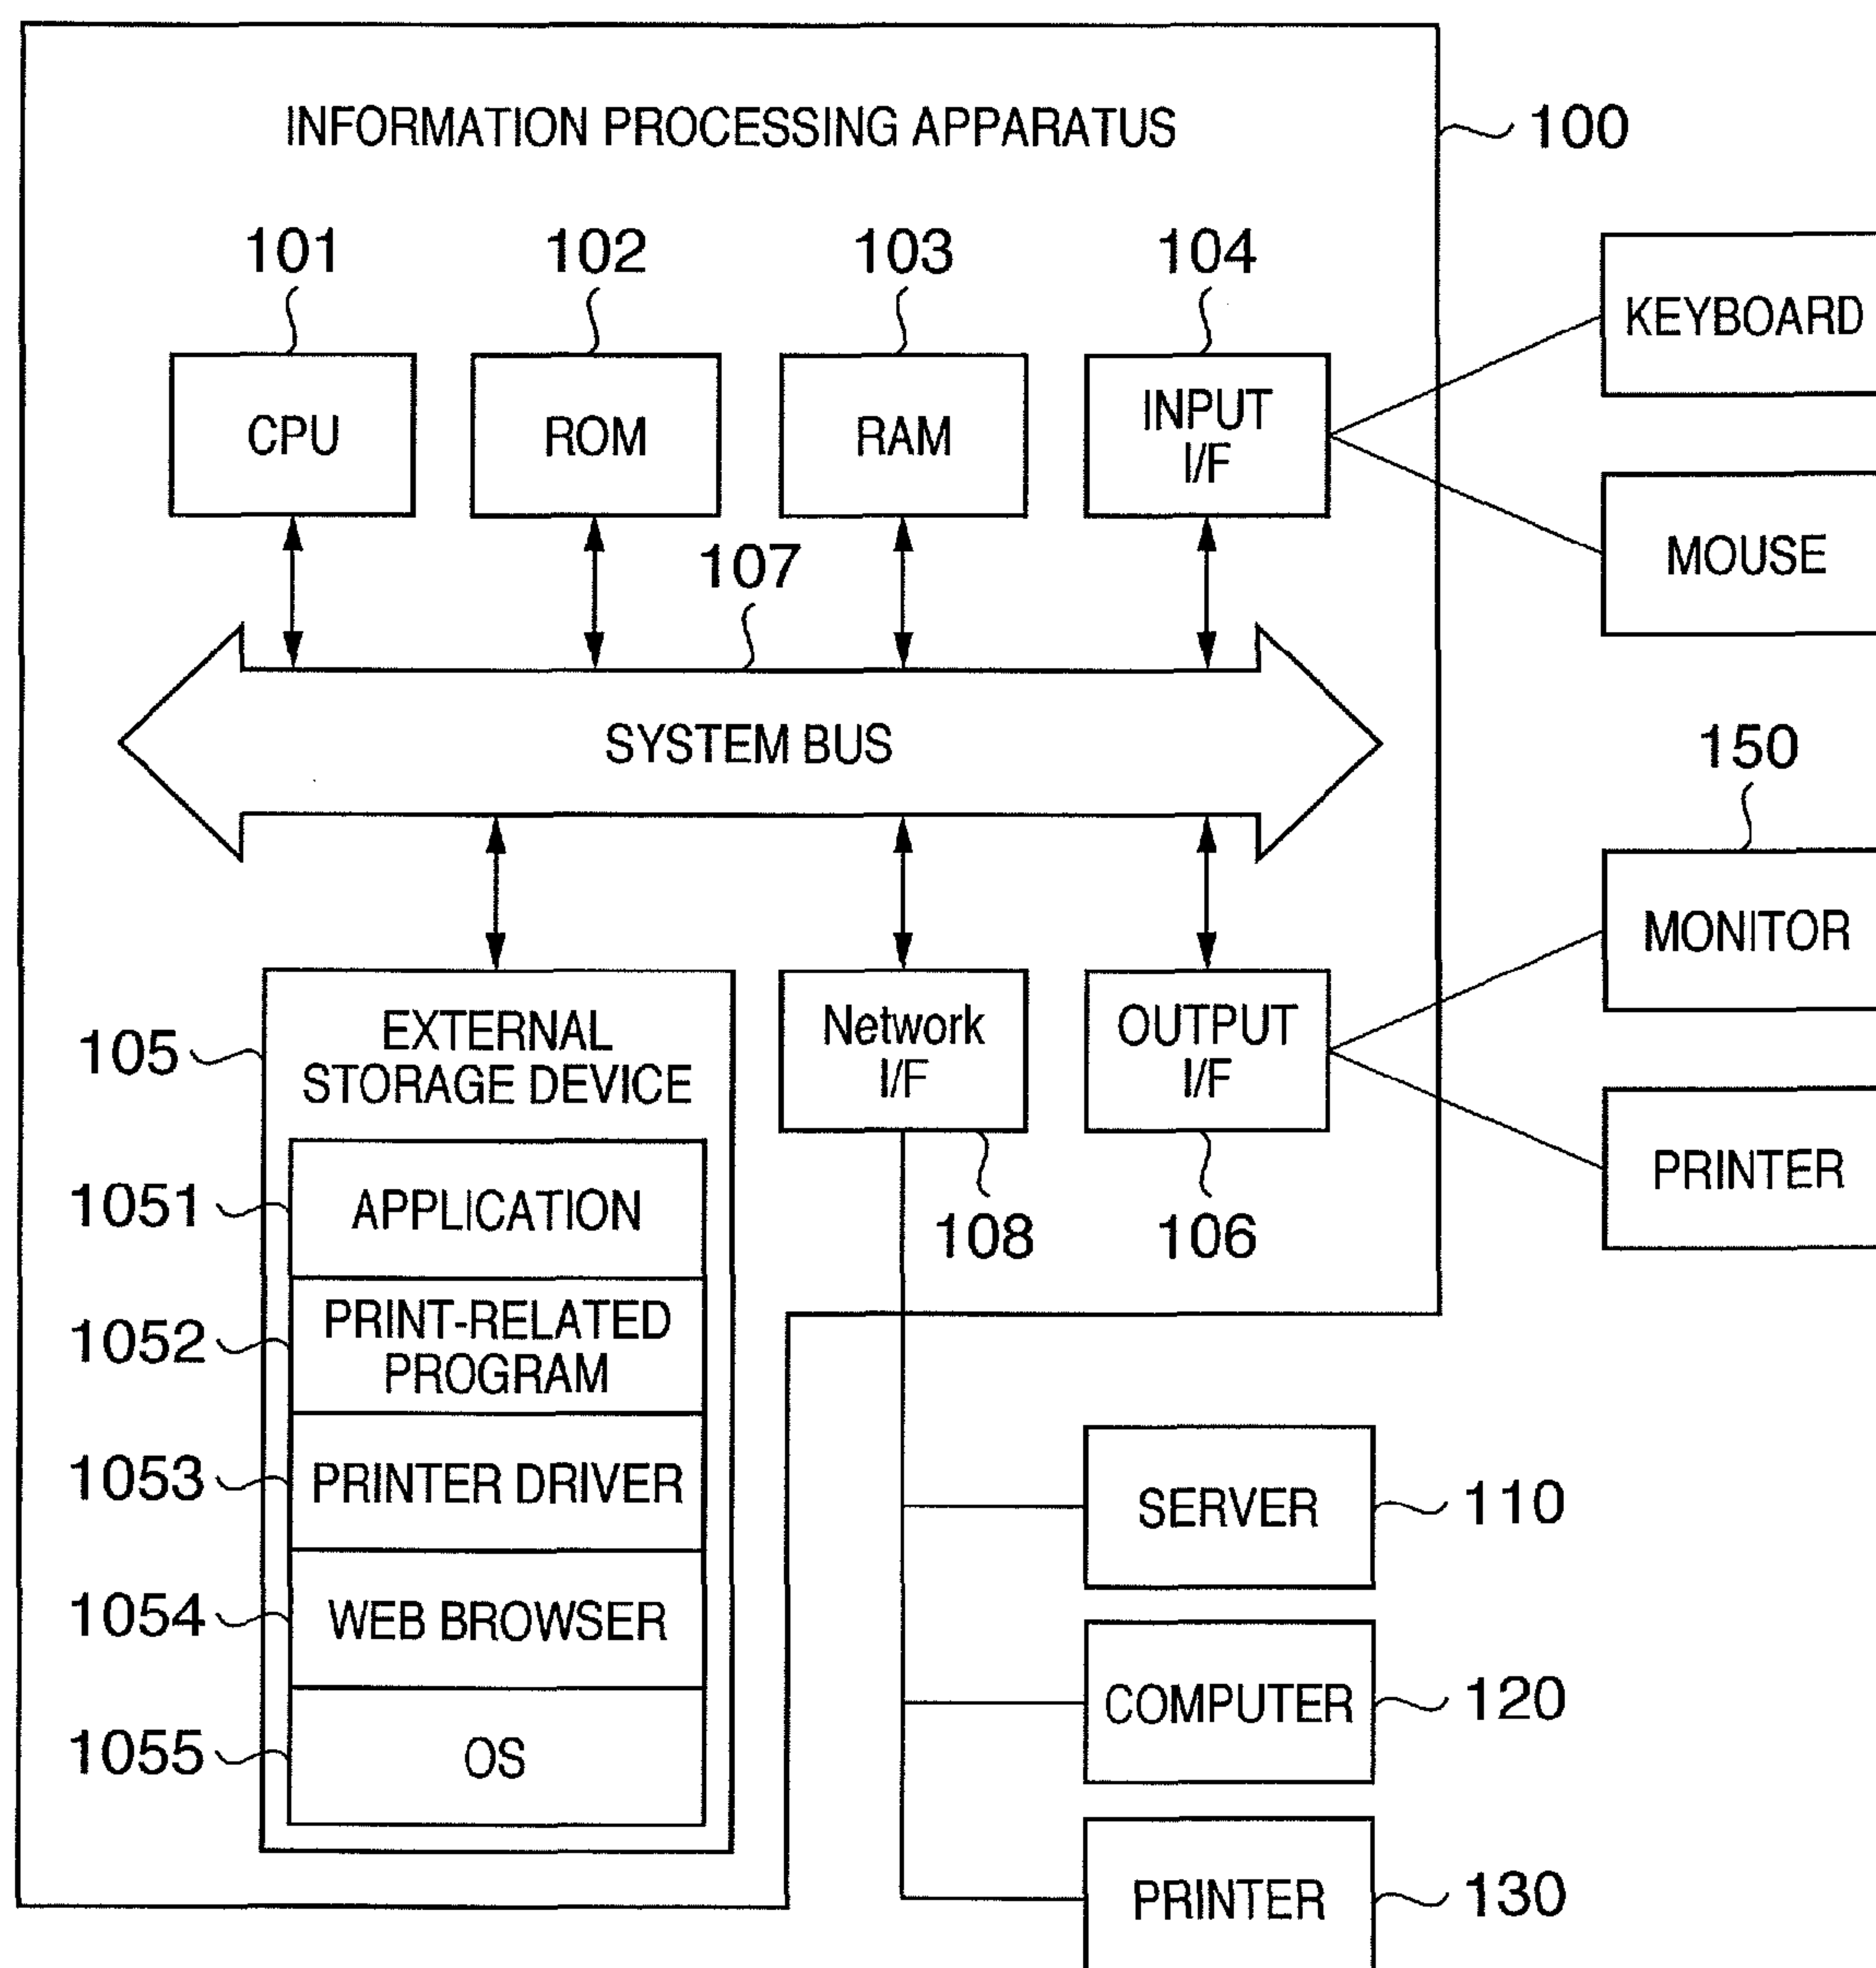 INFORMATION PROCESSING APPARATUS
100
101
102
103
104
CPU
ROM
RAM
INPUT
I/F
KEYBOARD
MOUSE
107
SYSTEM BUS
150
MONITOR
PRINTER
105
EXTERNAL
STORAGE DEVICE
Network
I/F
OUTPUT
I/F
108
106
1051
APPLICATION
1052
PRINT-RELATED
PROGRAM
1053
PRINTER DRIVER
1054
WEB BROWSER
1055
OS
SERVER
110
COMPUTER
120
PRINTER
130